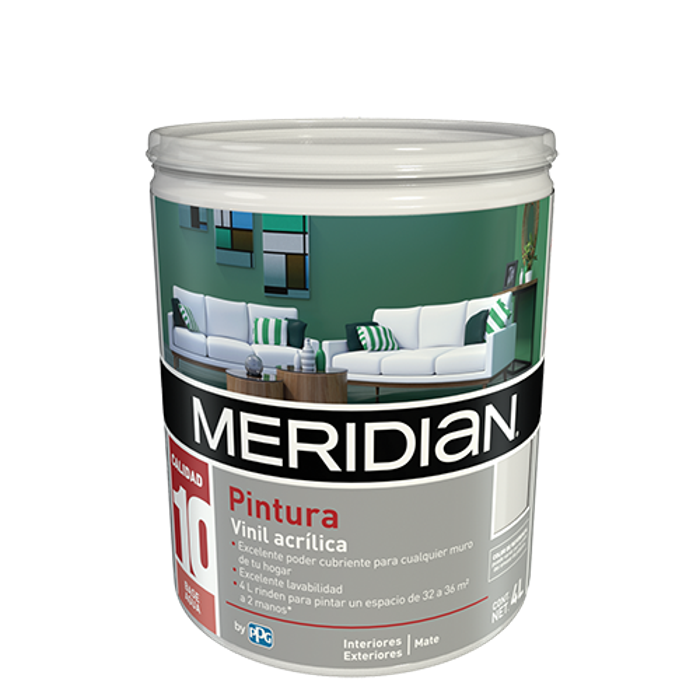 MERIDIAN®
CALIDAD
10
BASE
AGUA
Pintura
Vinil acrílica
• Excelente poder cubriente para cualquier muro
de tu hogar
• Excelente lavabilidad
• 4 L rinden para pintar un espacio de 32 a 36 m²
a 2 manos*
by PPG
Interiores
Exteriores
Mate
CONT.
NET. 4L